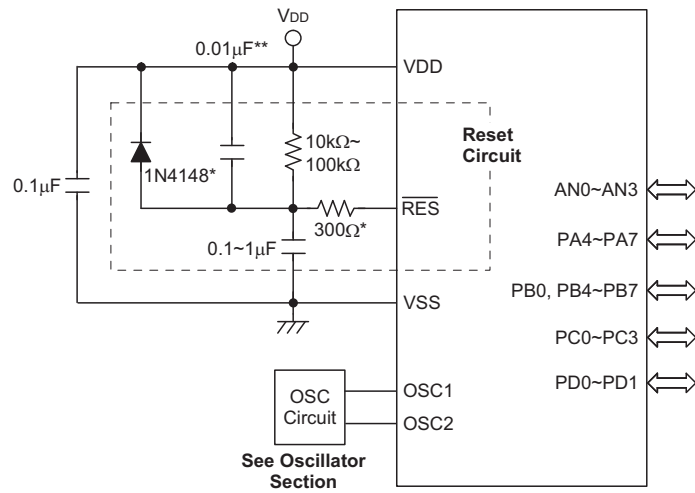 VDD
0.01μF**
VDD
10kΩ~
100kΩ
Reset
Circuit
1N4148*
0.1μF
AN0~AN3
RES
300Ω*
0.1~1μF
PA4~PA7
PB0, PB4~PB7
VSS
PC0~PC3
PD0~PD1
OSC
Circuit
OSC1
OSC2
See Oscillator
Section